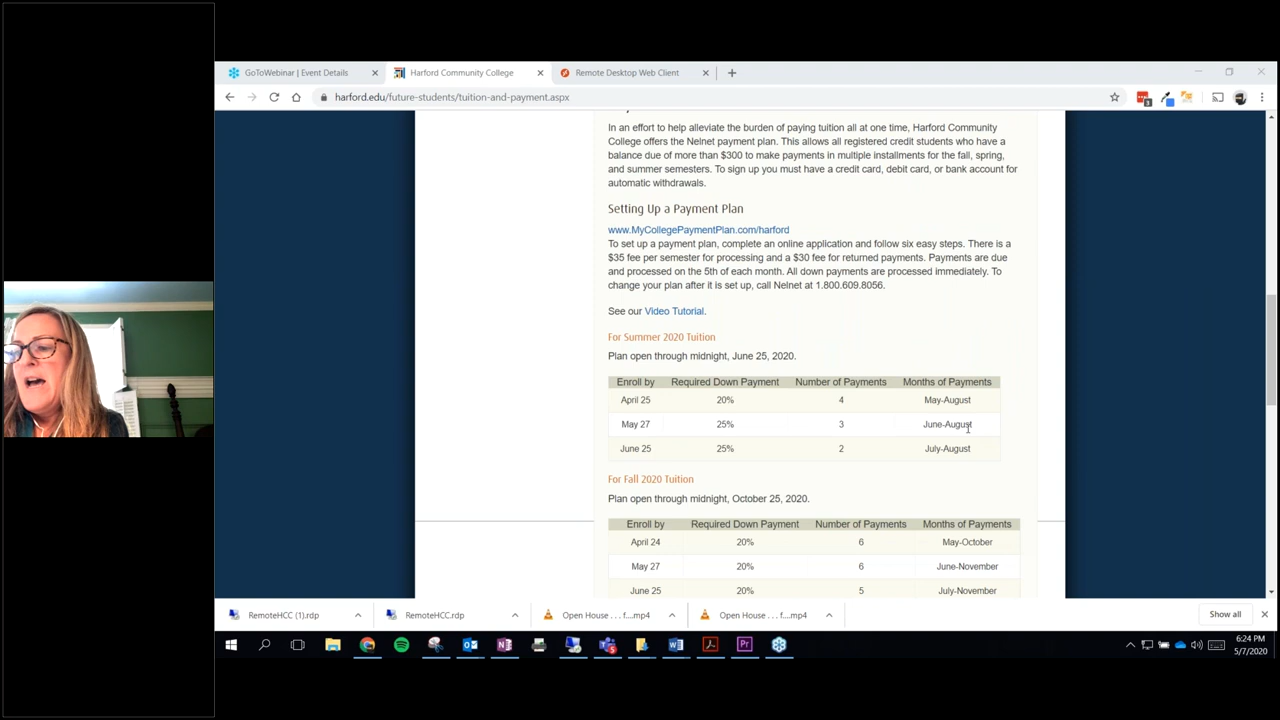 GoToWebinar | Event Details
Harford Community College
Remote Desktop Web Client
harford.edu/future-students/tuition-and-payment.aspx
In an effort to help alleviate the burden of paying tuition all at one time, Harford Community
College offers the Nelnet payment plan. This allows all registered credit students who have a
balance due of more than $300 to make payments in multiple installments for the fall, spring,
and summer semesters. To sign up you must have a credit card, debit card, or bank account for
automatic withdrawals.
Setting Up a Payment Plan
www.MyCollegePaymentPlan.com/harford
To set up a payment plan, complete an online application and follow six easy steps. There is a
$35 fee per semester for processing and a $30 fee for returned payments. Payments are due
and processed on the 5th of each month. All down payments are processed immediately. To
change your plan after it is set up, call Nelnet at 1.800.609.8056.
See our Video Tutorial.
For Summer 2020 Tuition
Plan open through midnight, June 25, 2020.
Enroll by Required Down Payment Number of Payments Months of Payments
April 25 20% 4 May-August
May 27 25% 3 June-August
June 25 25% 2 July-August
For Fall 2020 Tuition
Plan open through midnight, October 25, 2020.
Enroll by Required Down Payment Number of Payments Months of Payments
April 24 20% 6 May-October
May 27 20% 6 June-November
June 25 20% 5 July-November
RemoteHCC (1).rdp
RemoteHCC.rdp
Open House . . . f....mp4
Open House . . . f....mp4
Show all
6:24 PM
5/7/2020